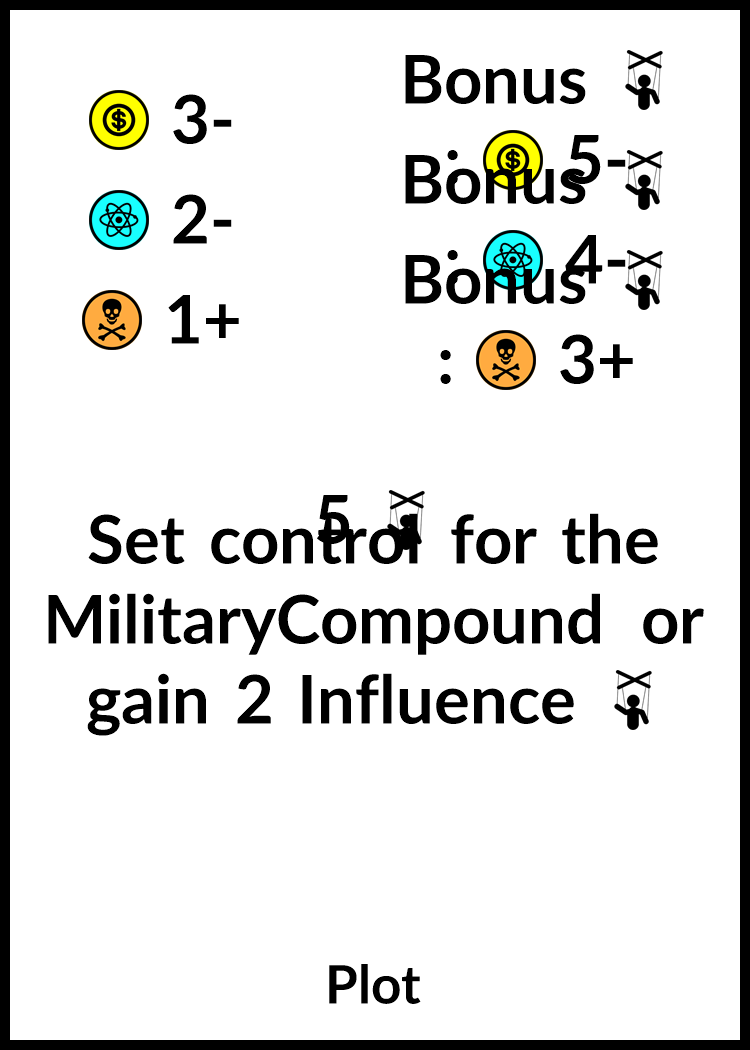 3-
2-
1+
Bonus
: $ 5-
Bonus
: 4-
Bonus
: 3+
5
Set control for the
MilitaryCompound or
gain 2 Influence
Plot